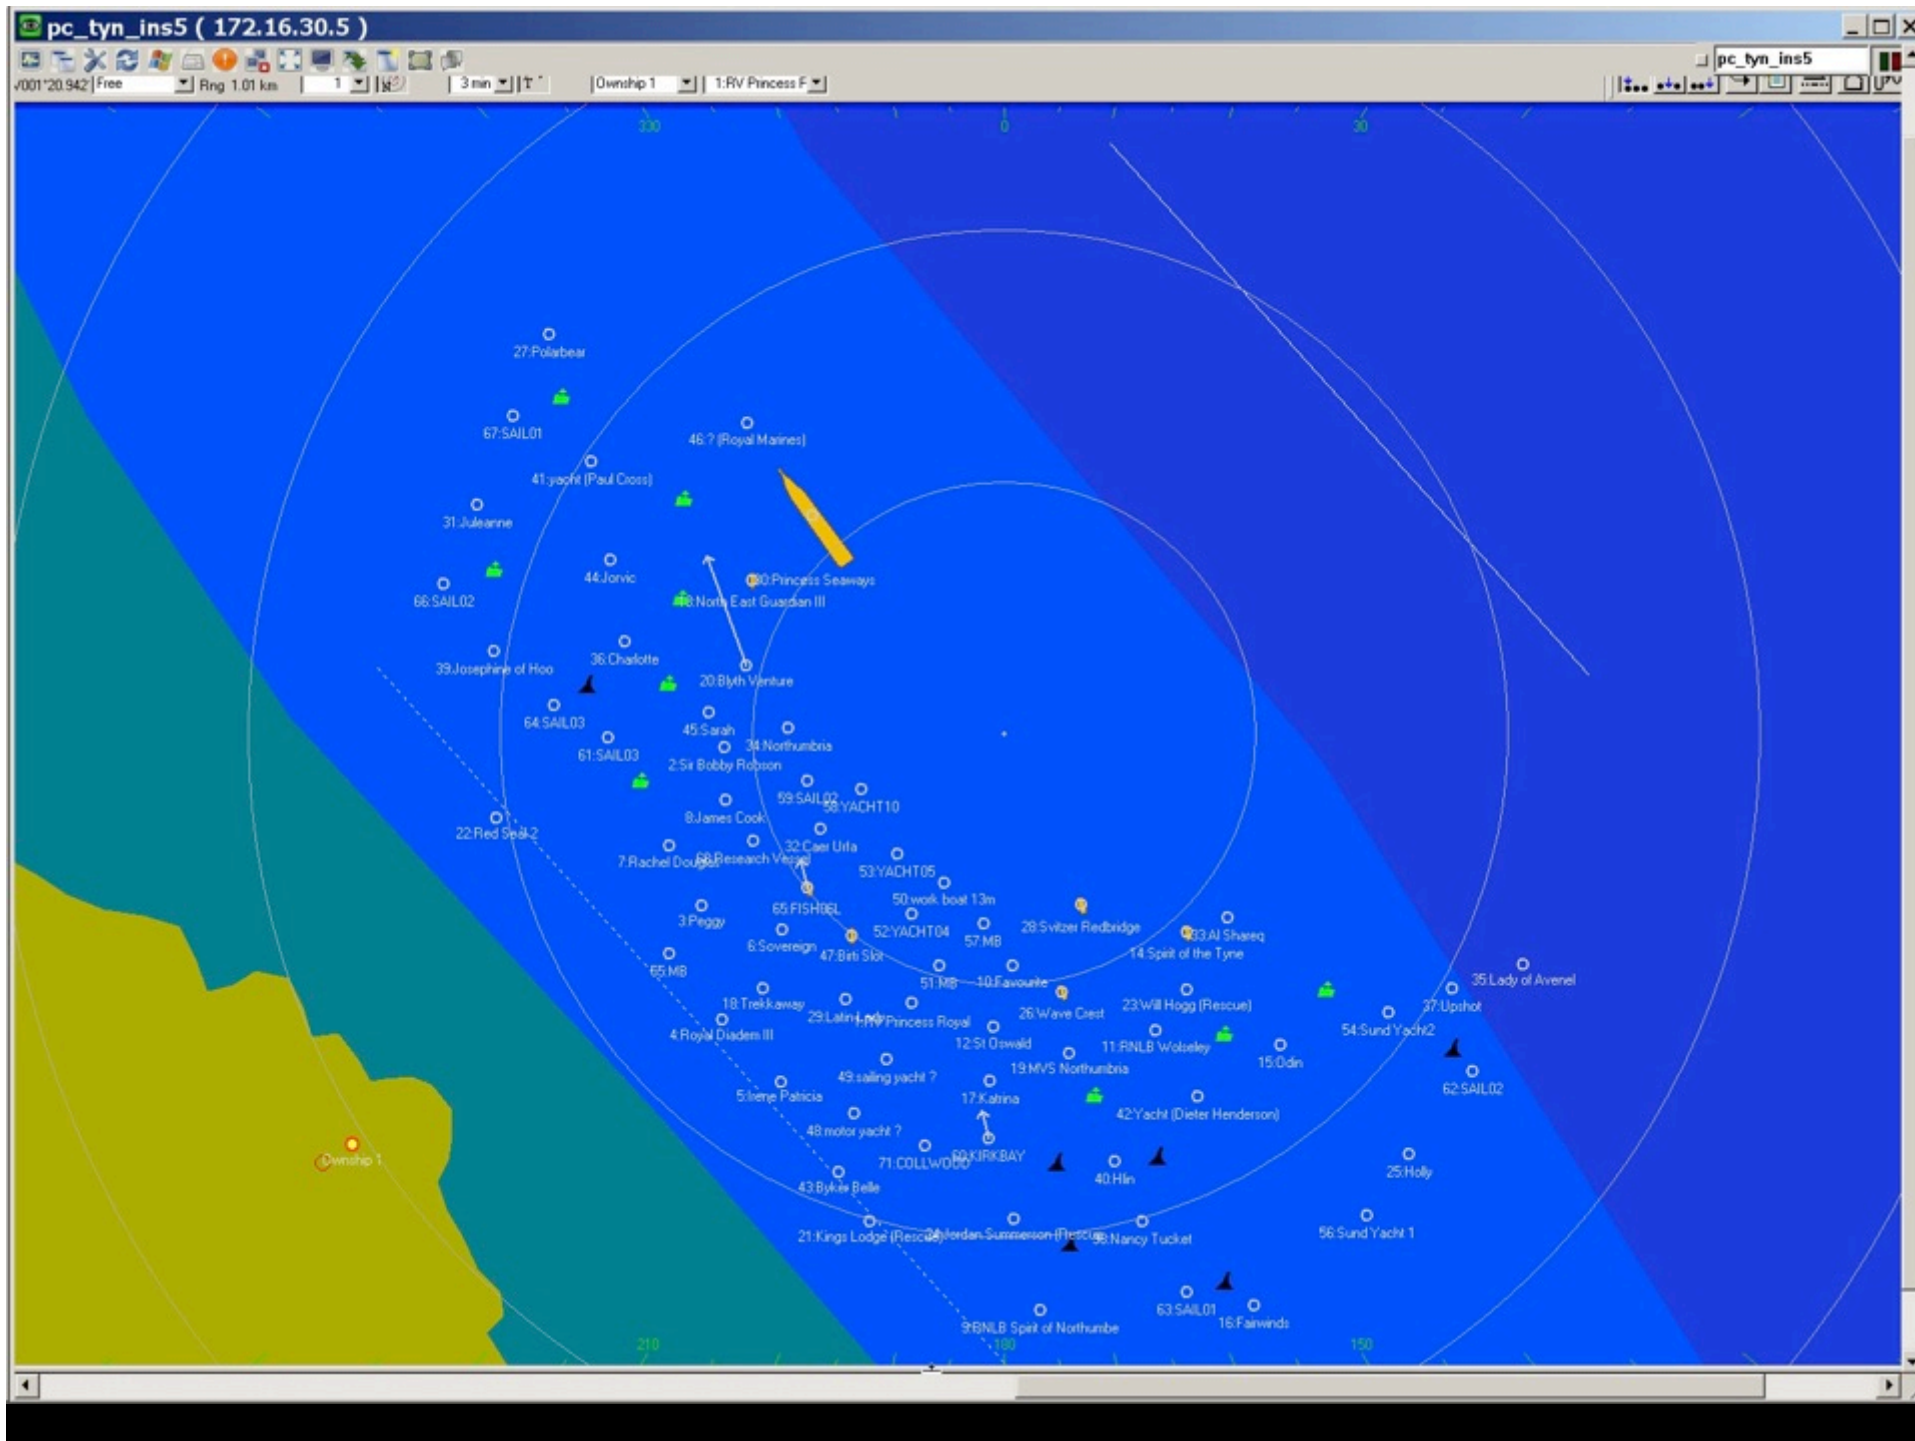 pc_tyn_ins5 ( 172.16.30.5 )
pc_tyn_ins5
Free
Rng 1.01 km
1
3 min
Ownship 1
330
0
30
27:Polarbear
67:SAIL01
46:? (Royal Marines)
41:yacht (Paul Cross)
31:Juleanne
44:Jorvic
Princess Seaways
66:SAIL02
North East Guardian III
36:Charlotte
39:Josephine of Hoo
20:Blyth Venture
64:SAIL03
45:Sarah
34:Northumbria
61:SAIL03
2:Sir Bobby Robson
59:SAIL02
58:YACHT10
8:James Cook
22:Red Seal 2
32:Caer Urfa
7:Rachel Douglas
Research Vessel
53:YACHT05
50:work boat 13m
65:FISH06L
3:Peggy
52:YACHT04
28:Svitzer Redbridge
33:Al Shareq
6:Sovereign
57:MB
47:Birti Slot
14:Spirit of the Tyne
MB
51:MB
10:Favourite
35:Lady of Avenel
18:Trekkaway
29:Latin Lady
23:Will Hogg (Rescue)
37:Upshot
26:Wave Crest
RV Princess Royal
54:Sund Yacht2
4:Royal Diadem III
12:St Oswald
11:RNLB Wolseley
15:Odin
19:MVS Northumbria
49:sailing yacht ?
62:SAIL02
5:Irene Patricia
17:Katrina
42:Yacht (Dieter Henderson)
48:motor yacht ?
KIRKBAY
71:COLLWOOD
Ownship 1
25:Holly
40:Hlin
43:Byker Belle
56:Sund Yacht 1
21:Kings Lodge (Rescue)
Jordan Summerson (Rescue
Nancy Tucket
63:SAIL01
16:Fairwinds
9:RNLB Spirit of Northumbe
210
180
150